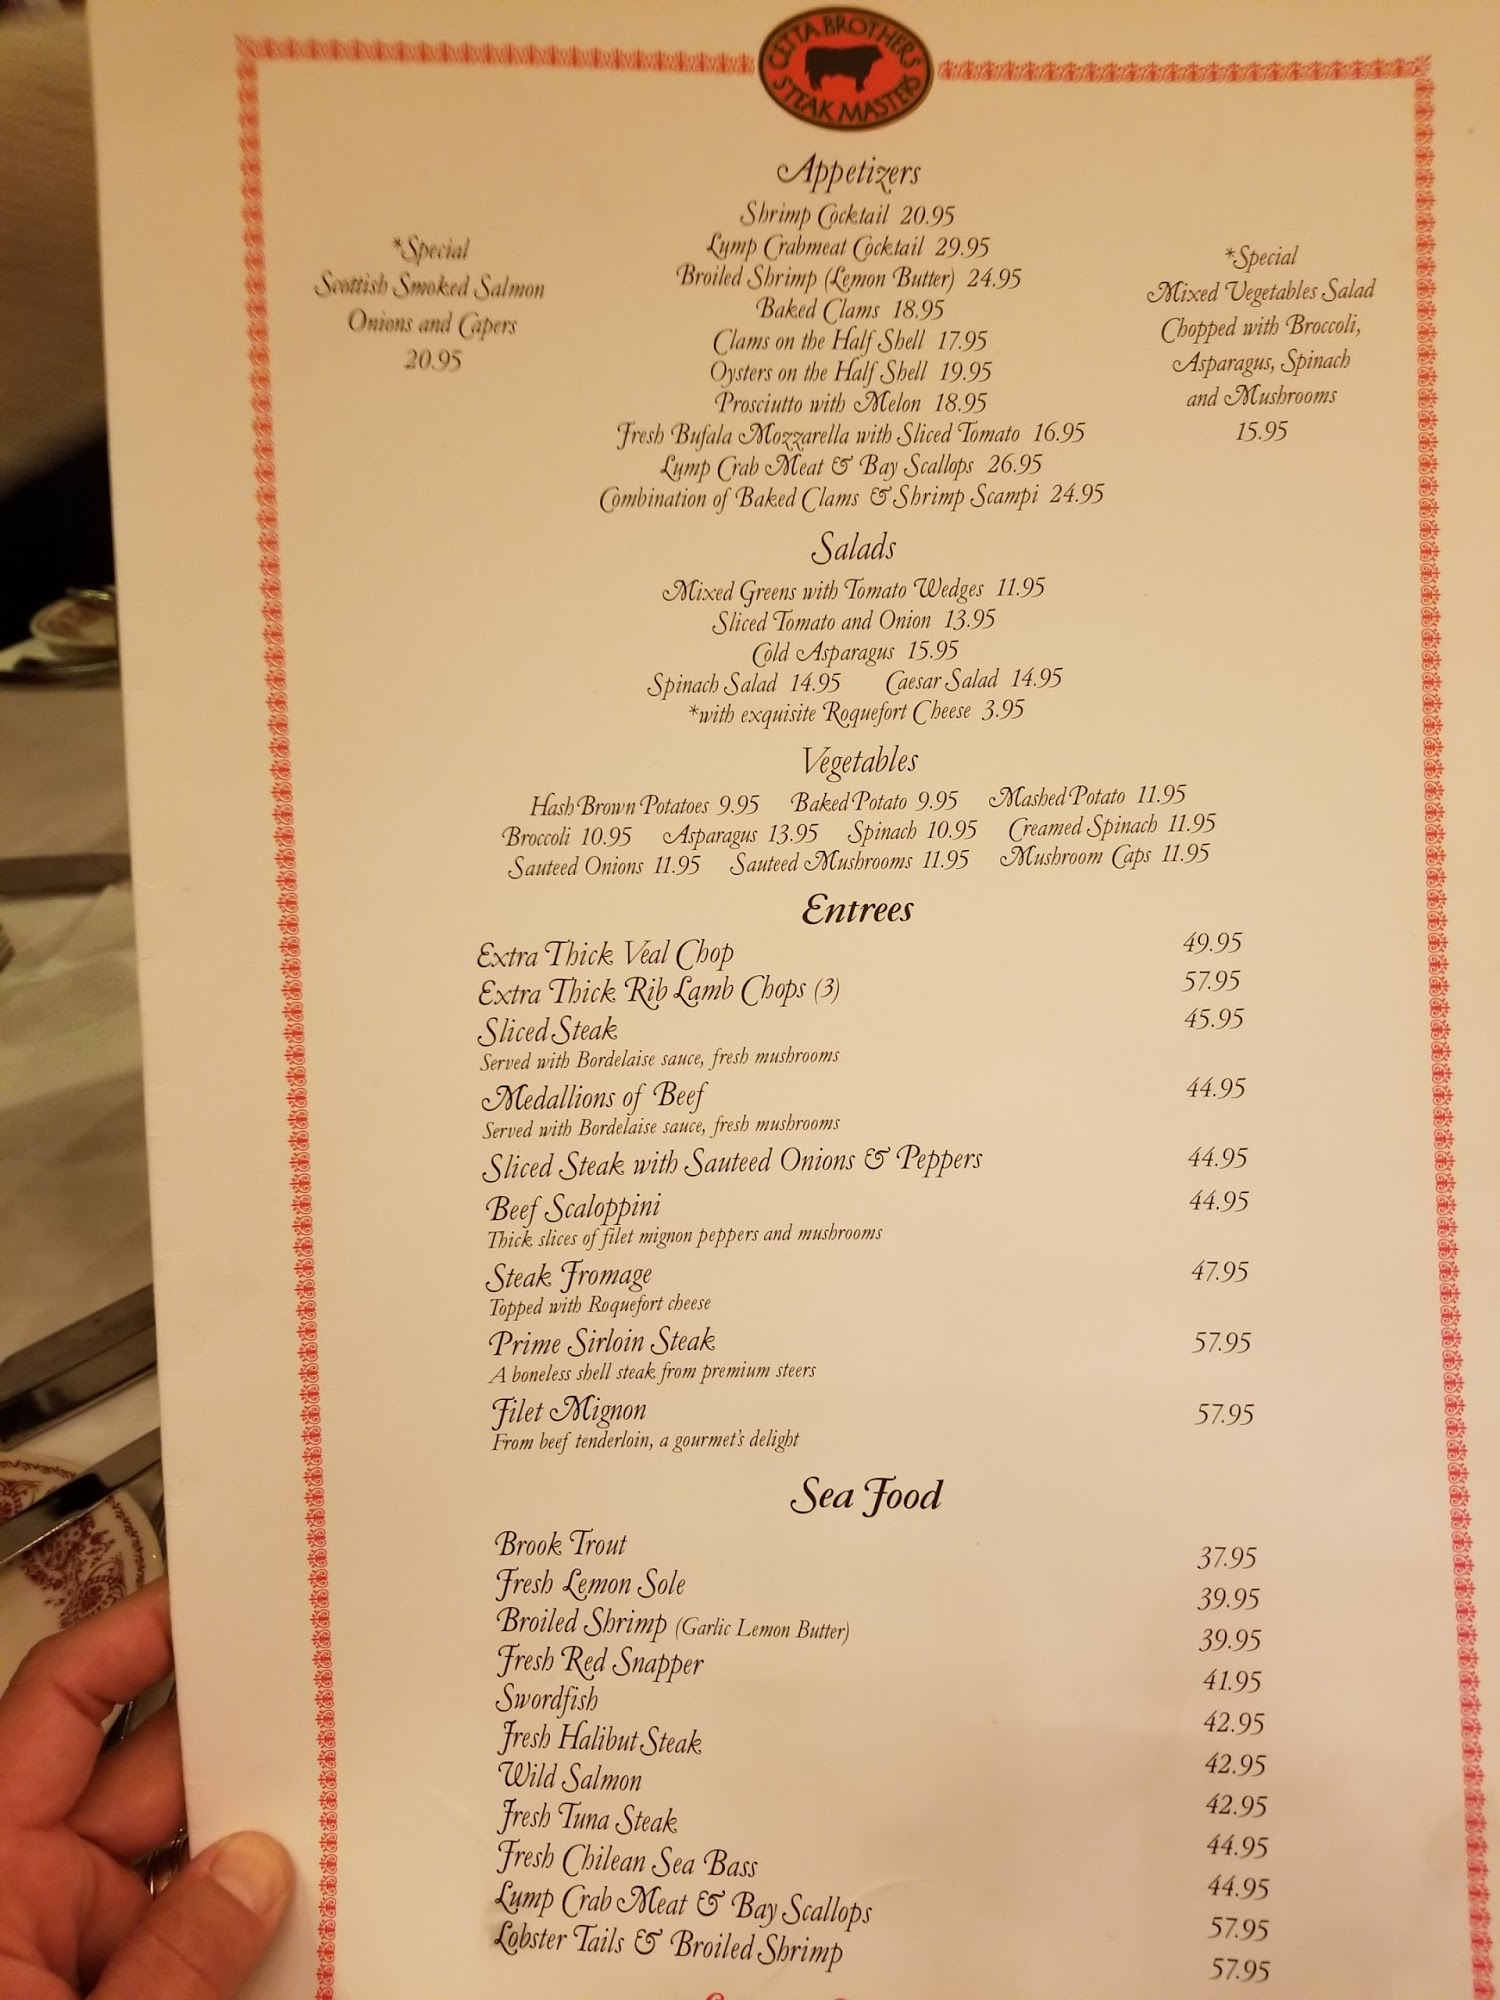 CETTA BROTHERS
STEAK MASTERS
Appetizers
Shrimp Cocktail 20.95
Lump Crabmeat Cocktail 29.95
Broiled Shrimp (Lemon Butter) 24.95
Baked Clams 18.95
Clams on the Half Shell 17.95
Oysters on the Half Shell 19.95
Prosciutto with Melon 18.95
Fresh Bufala Mozzarella with Sliced Tomato 16.95
Lump Crab Meat & Bay Scallops 26.95
Combination of Baked Clams & Shrimp Scampi 24.95
*Special
Scottish Smoked Salmon
Onions and Capers
20.95
*Special
Mixed Vegetables Salad
Chopped with Broccoli,
Asparagus, Spinach
and Mushrooms
15.95
Salads
Mixed Greens with Tomato Wedges 11.95
Sliced Tomato and Onion 13.95
Cold Asparagus 15.95
Spinach Salad 14.95 Caesar Salad 14.95
*with exquisite Roquefort Cheese 3.95
Vegetables
Hash Brown Potatoes 9.95 Baked Potato 9.95 Mashed Potato 11.95
Broccoli 10.95 Asparagus 13.95 Spinach 10.95 Creamed Spinach 11.95
Sauteed Onions 11.95 Sauteed Mushrooms 11.95 Mushroom Caps 11.95
Entrees
Extra Thick Veal Chop 49.95
Extra Thick Rib Lamb Chops (3) 57.95
Sliced Steak 45.95
Served with Bordelaise sauce, fresh mushrooms
Medallions of Beef 44.95
Served with Bordelaise sauce, fresh mushrooms
Sliced Steak with Sauteed Onions & Peppers 44.95
Beef Scaloppini 44.95
Thick slices of filet mignon peppers and mushrooms
Steak Fromage 47.95
Topped with Roquefort cheese
Prime Sirloin Steak 57.95
A boneless shell steak from premium steers
Filet Mignon 57.95
From beef tenderloin, a gourmet's delight
Sea Food
Brook Trout 37.95
Fresh Lemon Sole 39.95
Broiled Shrimp (Garlic Lemon Butter) 39.95
Fresh Red Snapper 41.95
Swordfish 42.95
Fresh Halibut Steak 42.95
Wild Salmon 42.95
Fresh Tuna Steak 44.95
Fresh Chilean Sea Bass 44.95
Lump Crab Meat & Bay Scallops 57.95
Lobster Tails & Broiled Shrimp 57.95